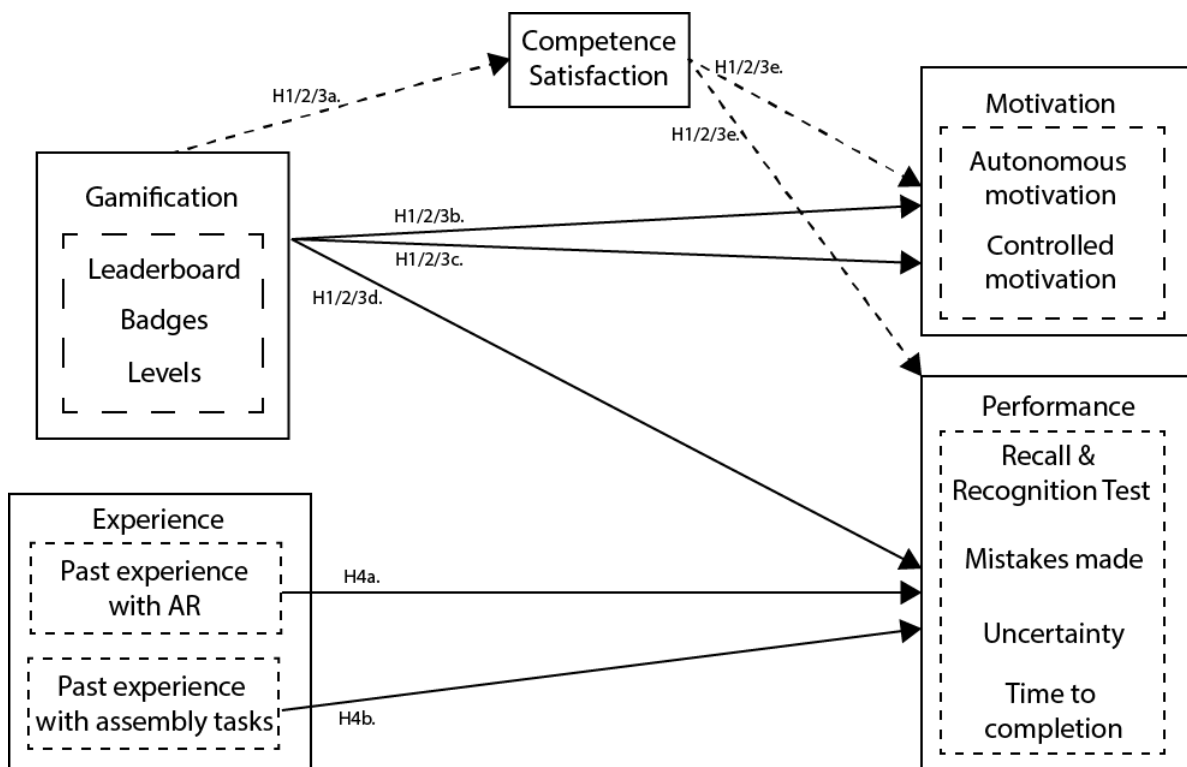 Competence
Satisfaction
H1/2/3a.
H1/2/3e.
H1/2/3e.
Motivation
Autonomous
motivation
Controlled
motivation
Gamification
Leaderboard
Badges
Levels
H1/2/3b.
H1/2/3c.
H1/2/3d.
Performance
Recall &
Recognition Test
Mistakes made
Uncertainty
Time to
completion
Experience
Past experience
with AR
Past experience
with assembly tasks
H4a.
H4b.